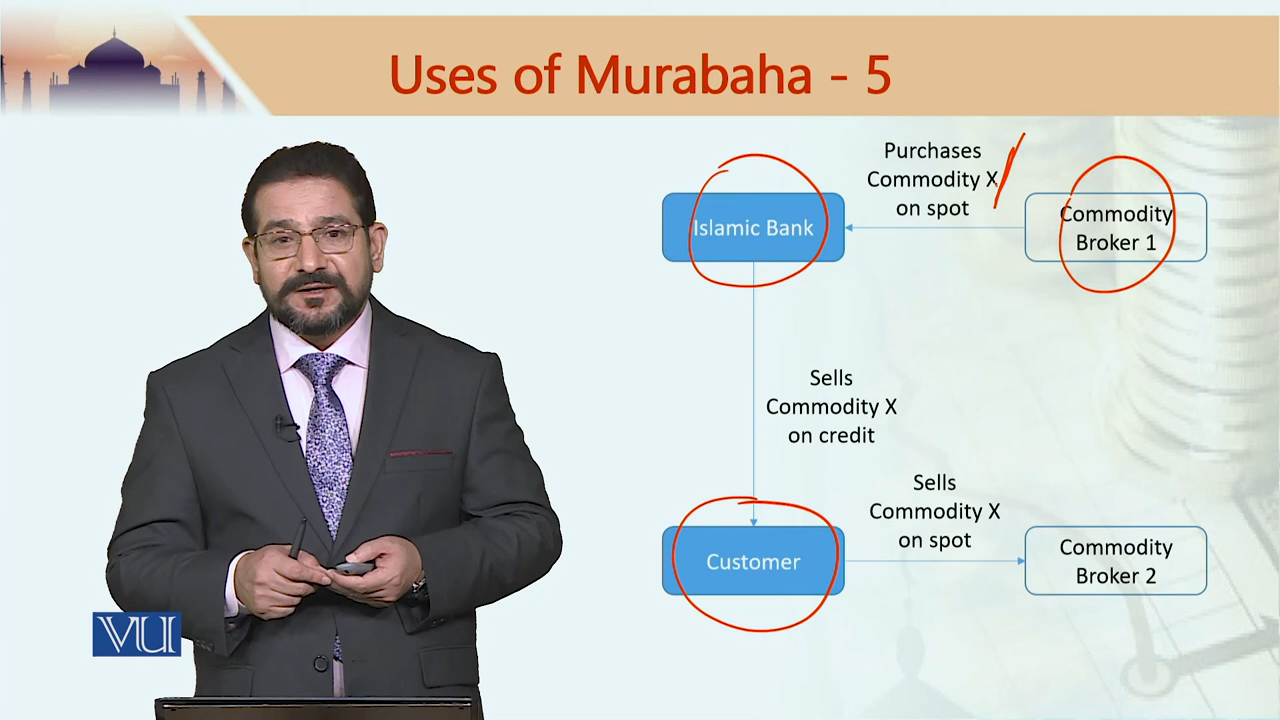 Uses of Murabaha - 5
Purchases
Commodity X
on spot
Islamic Bank
Commodity
Broker 1
Sells
Commodity X
on credit
Sells
Commodity X
on spot
Customer
Commodity
Broker 2
VU